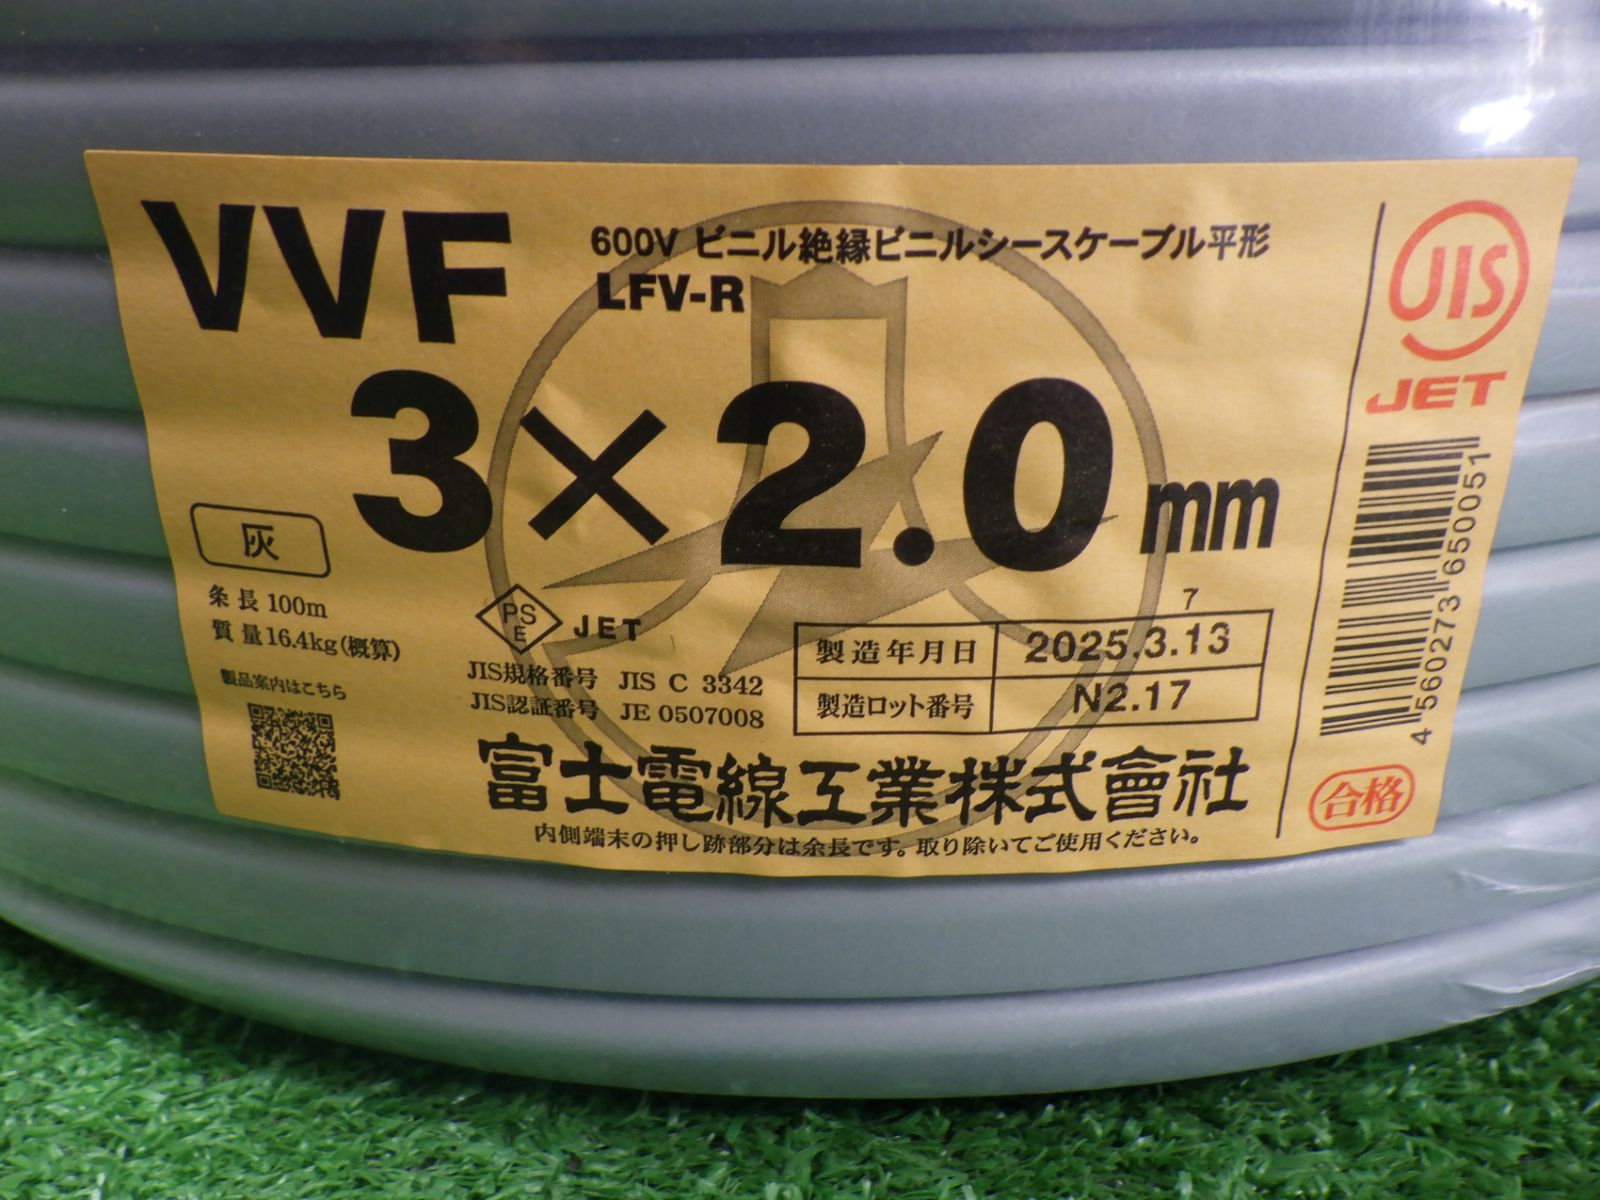 VVF
600V ビニル絶縁ビニルシースケーブル平形
LFV-R
3×2.0mm
灰
条長 100m
質量 16.4kg(概算)
製品案内はこちら
PS
E
JET
JIS規格番号 JIS C 3342
JIS認証番号 JE 0507008
7
製造年月日 2025.3.13
製造ロット番号 N2.17
富士電線工業株式會社
内側端末の押し跡部分は余長です。取り除いてご使用ください。
JIS
JET
4560273650051
合格